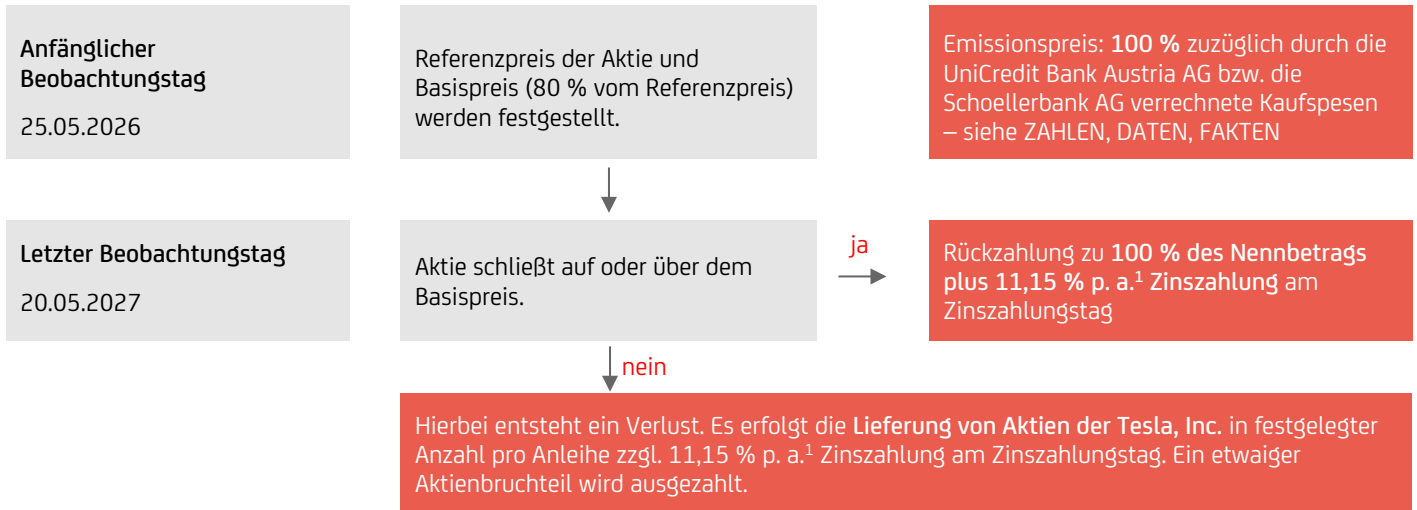 Anfänglicher
Beobachtungstag
25.05.2026
Referenzpreis der Aktie und
Basispreis (80 % vom Referenzpreis)
werden festgestellt.
Emissionspreis: 100 % zuzüglich durch die
UniCredit Bank Austria AG bzw. die
Schoellerbank AG verrechnete Kaufspesen
– siehe ZAHLEN, DATEN, FAKTEN
Letzter Beobachtungstag
20.05.2027
Aktie schließt auf oder über dem
Basispreis.
ja
Rückzahlung zu 100 % des Nennbetrags
plus 11,15 % p. a.¹ Zinszahlung am
Zinszahlungstag
nein
Hierbei entsteht ein Verlust. Es erfolgt die Lieferung von Aktien der Tesla, Inc. in festgelegter
Anzahl pro Anleihe zzgl. 11,15 % p. a.¹ Zinszahlung am Zinszahlungstag. Ein etwaiger
Aktienbruchteil wird ausgezahlt.